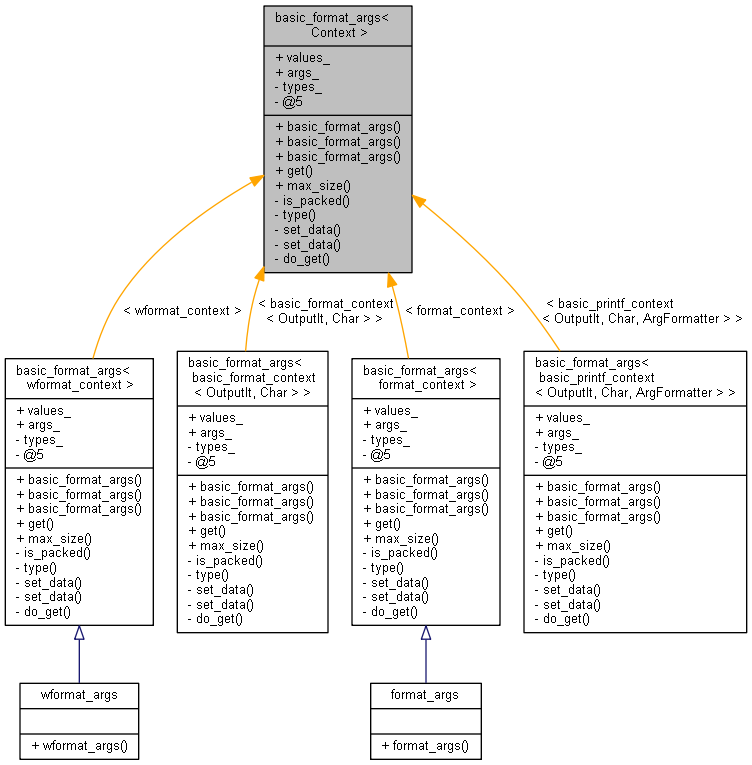 basic_format_args<
Context >
+ values_
+ args_
- types_
- @5
+ basic_format_args()
+ basic_format_args()
+ basic_format_args()
+ get()
+ max_size()
- is_packed()
- type()
- set_data()
- set_data()
- do_get()
< wformat_context >
< basic_format_context
< OutputIt, Char > >
< format_context >
< basic_printf_context
< OutputIt, Char, ArgFormatter > >
basic_format_args<
wformat_context >
+ values_
+ args_
- types_
- @5
+ basic_format_args()
+ basic_format_args()
+ basic_format_args()
+ get()
+ max_size()
- is_packed()
- type()
- set_data()
- set_data()
- do_get()
basic_format_args<
basic_format_context
< OutputIt, Char > >
+ values_
+ args_
- types_
- @5
+ basic_format_args()
+ basic_format_args()
+ basic_format_args()
+ get()
+ max_size()
- is_packed()
- type()
- set_data()
- set_data()
- do_get()
basic_format_args<
format_context >
+ values_
+ args_
- types_
- @5
+ basic_format_args()
+ basic_format_args()
+ basic_format_args()
+ get()
+ max_size()
- is_packed()
- type()
- set_data()
- set_data()
- do_get()
basic_format_args<
basic_printf_context
< OutputIt, Char, ArgFormatter > >
+ values_
+ args_
- types_
- @5
+ basic_format_args()
+ basic_format_args()
+ basic_format_args()
+ get()
+ max_size()
- is_packed()
- type()
- set_data()
- set_data()
- do_get()
wformat_args
+ wformat_args()
format_args
+ format_args()